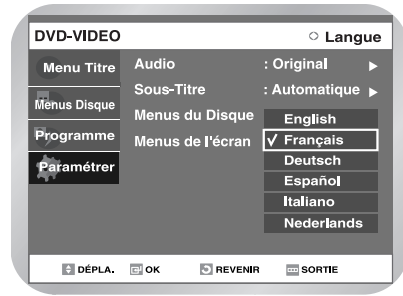 DVD-VIDEO Langue
Menu Titre
Menus Disque
Programme
Paramétrer
Audio : Original
Sous-Titre : Automatique
Menus du Disque
Menus de l'écran
English
Français
Deutsch
Español
Italiano
Nederlands
DÉPLA. OK REVENIR SORTIE